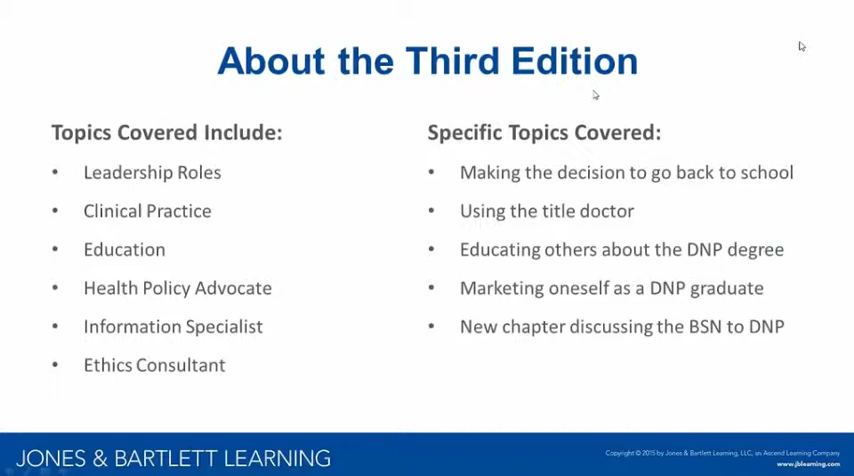 About the Third Edition
Topics Covered Include:
• Leadership Roles
• Clinical Practice
• Education
• Health Policy Advocate
• Information Specialist
• Ethics Consultant
Specific Topics Covered:
• Making the decision to go back to school
• Using the title doctor
• Educating others about the DNP degree
• Marketing oneself as a DNP graduate
• New chapter discussing the BSN to DNP
JONES & BARTLETT LEARNING
Copyright © 2015 by Jones & Bartlett Learning, LLC, an Ascend Learning Company
www.jblearning.com